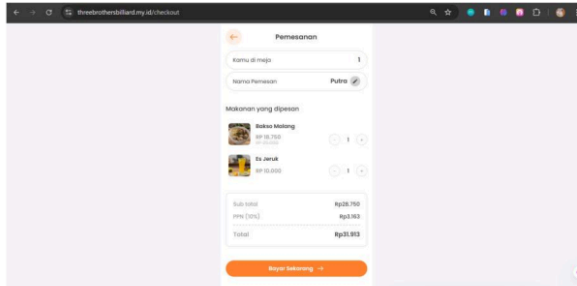 threebrothersbilliard.my.id/checkout
Pemesanan
Kamu di meja 1
Nama Pemesan Putra
Makanan yang dipesan
Bakso Malang
RP 18.750
- 1 +
Es Jeruk
RP 10.000
- 1 +
Sub total Rp28.750
PPN Rp3.163
Total Rp31.913
Bayar Sekarang →